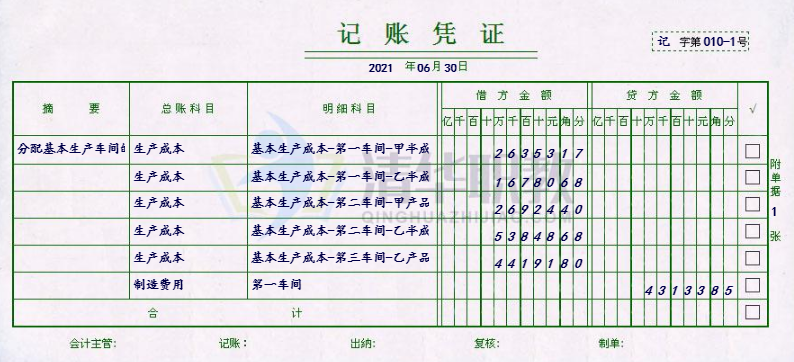 记账凭证
记 字第 010-1 号
2021 年 06 月 30 日
摘 要 总账科目 明细科目 借方金额 贷方金额 √
亿千百十万千百十元角分 亿千百十万千百十元角分
分配基本生产车间 生产成本 基本生产成本-第一车间-甲半成 2635317
生产成本 基本生产成本-第一车间-乙半成 1678068
生产成本 基本生产成本-第二车间-甲产品 2692440
生产成本 基本生产成本-第二车间-乙半成 5384868
生产成本 基本生产成本-第三车间-乙产品 4419180
制造费用 第一车间 4313385
合 计
附单据 1 张
会计主管: 记账: 出纳: 复核: 制单:
清华职教
QINGHUAZHIJIAO.COM